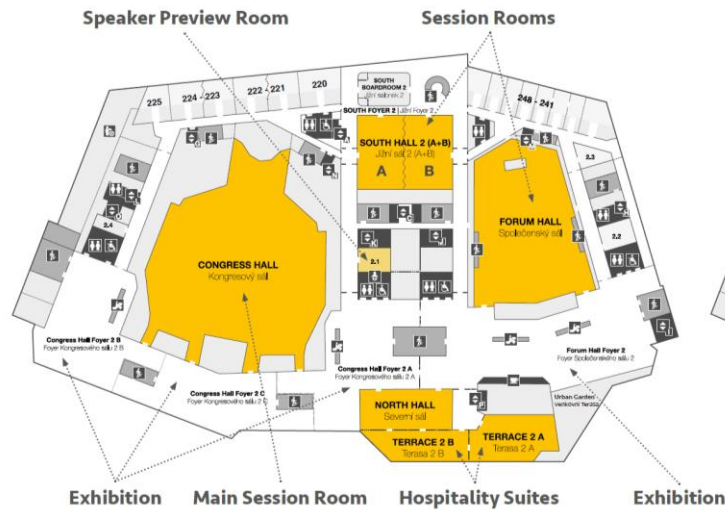 Speaker Preview Room
Session Rooms
SOUTH BOARDROOM 2
Jižní salonek 2
SOUTH FOYER 2 | Jižní Foyer 2
225
224 - 223
222 - 221
220
248 - 241
SOUTH HALL 2 (A+B)
Jižní sál 2 (A+B)
A
B
2.3
2.4
2.2
FORUM HALL
Společenský sál
K
J
2.1
CONGRESS HALL
Kongresový sál
Congress Hall Foyer 2 B
Foyer Kongresového sálu 2 B
Congress Hall Foyer 2 A
Foyer Kongresového sálu 2 A
Forum Hall Foyer 2
Foyer Společenského sálu 2
Congress Hall Foyer 2 C
Foyer Kongresového sálu 2 C
Urban Garden
venkovní Terasa
NORTH HALL
Severní sál
TERRACE 2 B
Terasa 2 B
TERRACE 2 A
Terasa 2 A
Exhibition
Main Session Room
Hospitality Suites
Exhibition